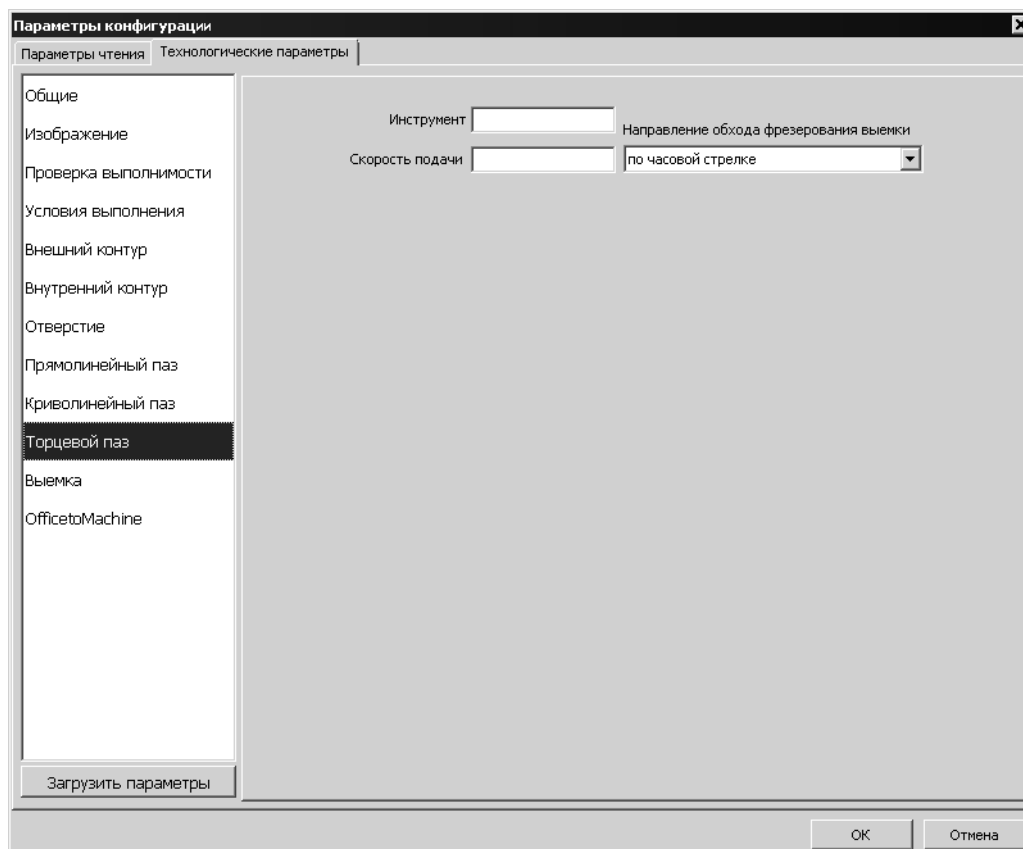 Параметры конфигурации
Параметры чтения Технологические параметры
Общие
Изображение
Проверка выполнимости
Условия выполнения
Внешний контур
Внутренний контур
Отверстие
Прямолинейный паз
Криволинейный паз
Торцевой паз
Выемка
OfficetoMachine
Загрузить параметры
Инструмент
Направление обхода фрезерования выемки
Скорость подачи
по часовой стрелке
ОК
Отмена